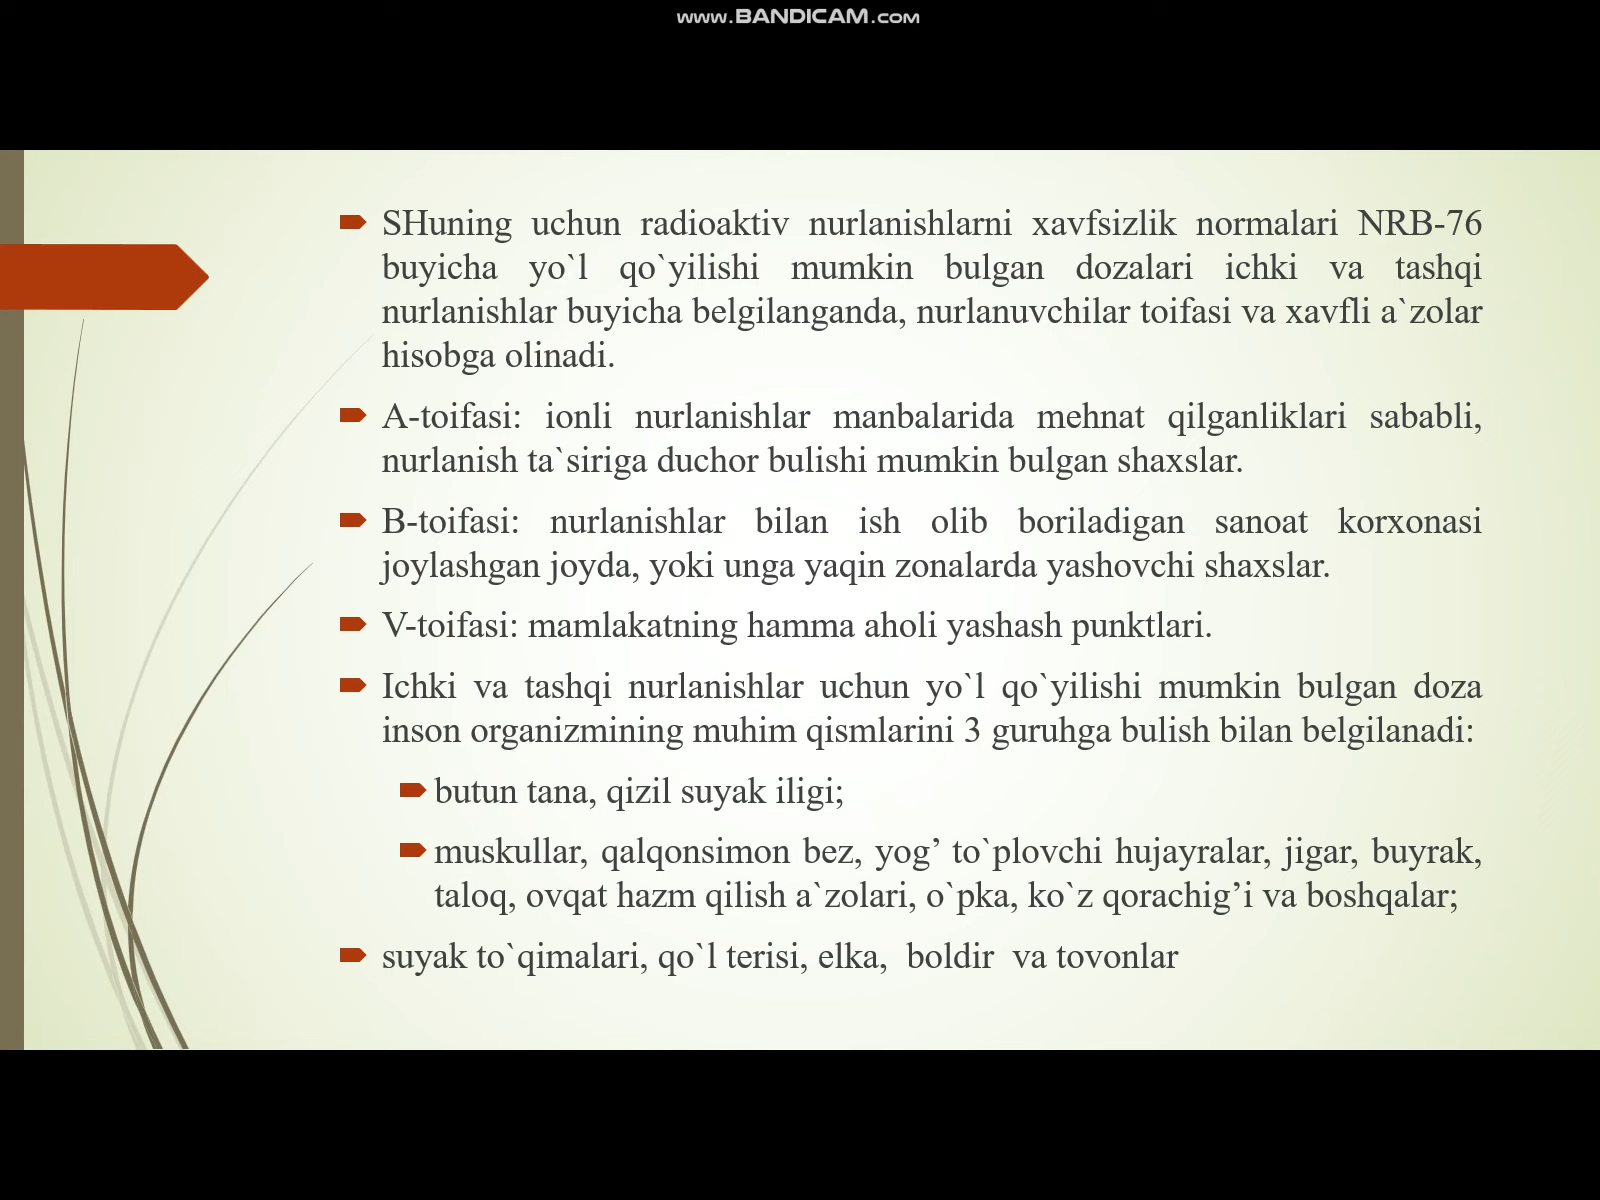 www.BANDICAM.com
SHuning uchun radioaktiv nurlanishlarni xavfsizlik normalari NRB-76
buyicha yo`l qo`yilishi mumkin bulgan dozalari ichki va tashqi
nurlanishlar buyicha belgilanganda, nurlanuvchilar toifasi va xavfli a`zolar
hisobga olinadi.
A-toifasi: ionli nurlanishlar manbalarida mehnat qilganliklari sababli,
nurlanish ta`siriga duchor bulishi mumkin bulgan shaxslar.
B-toifasi: nurlanishlar bilan ish olib boriladigan sanoat korxonasi
joylashgan joyda, yoki unga yaqin zonalarda yashovchi shaxslar.
V-toifasi: mamlakatning hamma aholi yashash punktlari.
Ichki va tashqi nurlanishlar uchun yo`l qo`yilishi mumkin bulgan doza
inson organizmining muhim qismlarini 3 guruhga bulish bilan belgilanadi:
butun tana, qizil suyak iligi;
muskullar, qalqonsimon bez, yog’ to`plovchi hujayralar, jigar, buyrak,
taloq, ovqat hazm qilish a`zolari, o`pka, ko`z qorachig’i va boshqalar;
suyak to`qimalari, qo`l terisi, elka,  boldir  va tovonlar